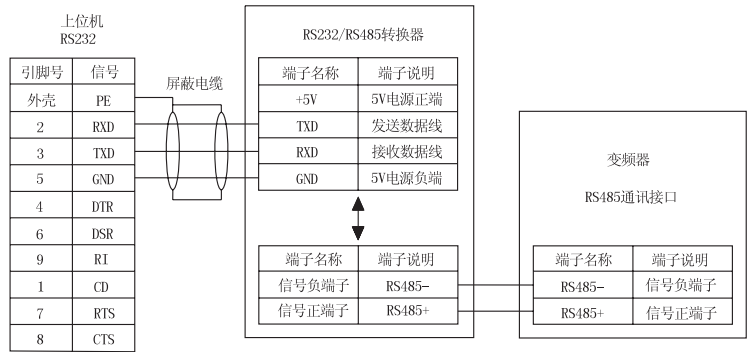 上位机
RS232
引脚号 信号
外壳 PE
2 RXD
3 TXD
5 GND
4 DTR
6 DSR
9 RI
1 CD
7 RTS
8 CTS
屏蔽电缆
RS232/RS485转换器
端子名称 端子说明
+5V 5V电源正端
TXD 发送数据线
RXD 接收数据线
GND 5V电源负端
端子名称 端子说明
信号负端子 RS485-
信号正端子 RS485+
变频器
RS485通讯接口
端子名称 端子说明
RS485- 信号负端子
RS485+ 信号正端子